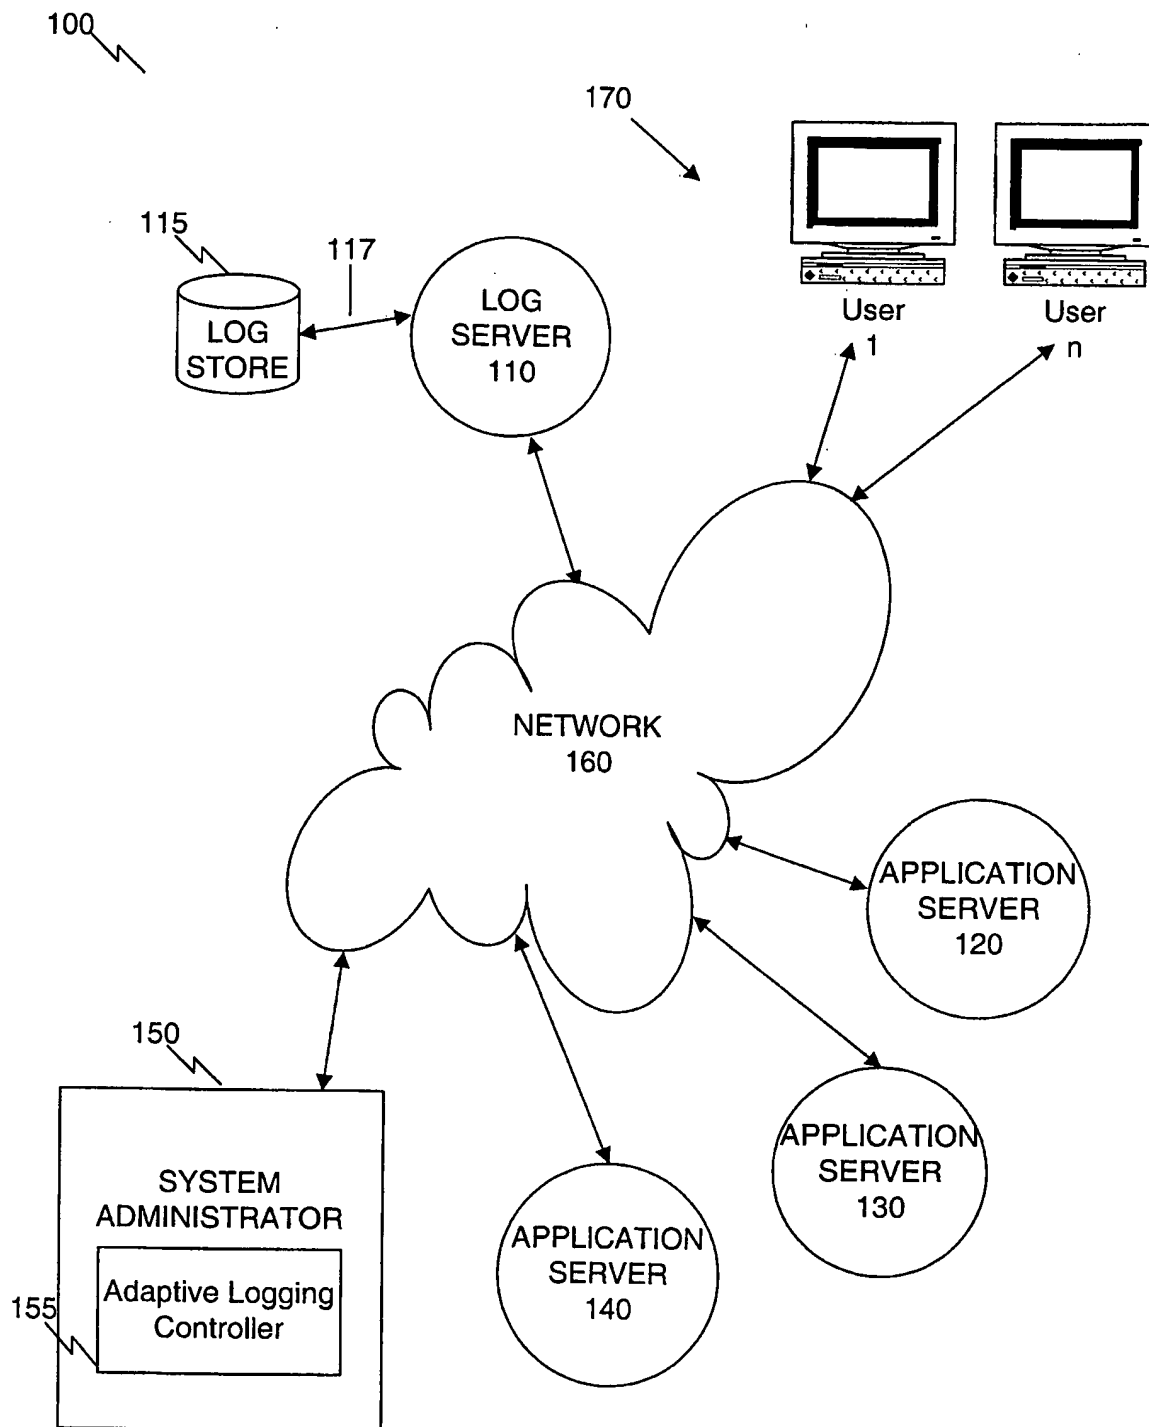 100
170
115
117
LOG
STORE
LOG
SERVER
110
User
1
User
n
NETWORK
160
APPLICATION
SERVER
120
150
APPLICATION
SERVER
130
SYSTEM
ADMINISTRATOR
APPLICATION
SERVER
140
155
Adaptive Logging
Controller